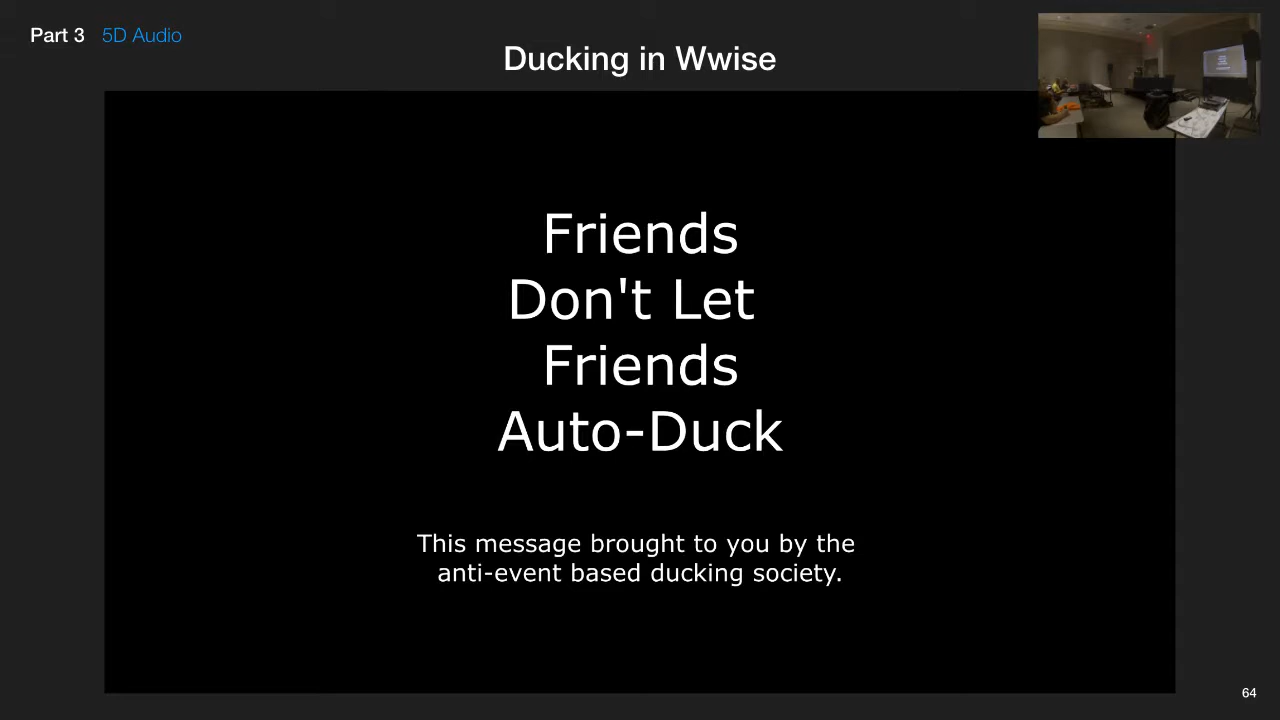 Part 3 5D Audio
Ducking in Wwise
Friends
Don't Let
Friends
Auto-Duck
This message brought to you by the
anti-event based ducking society.
64